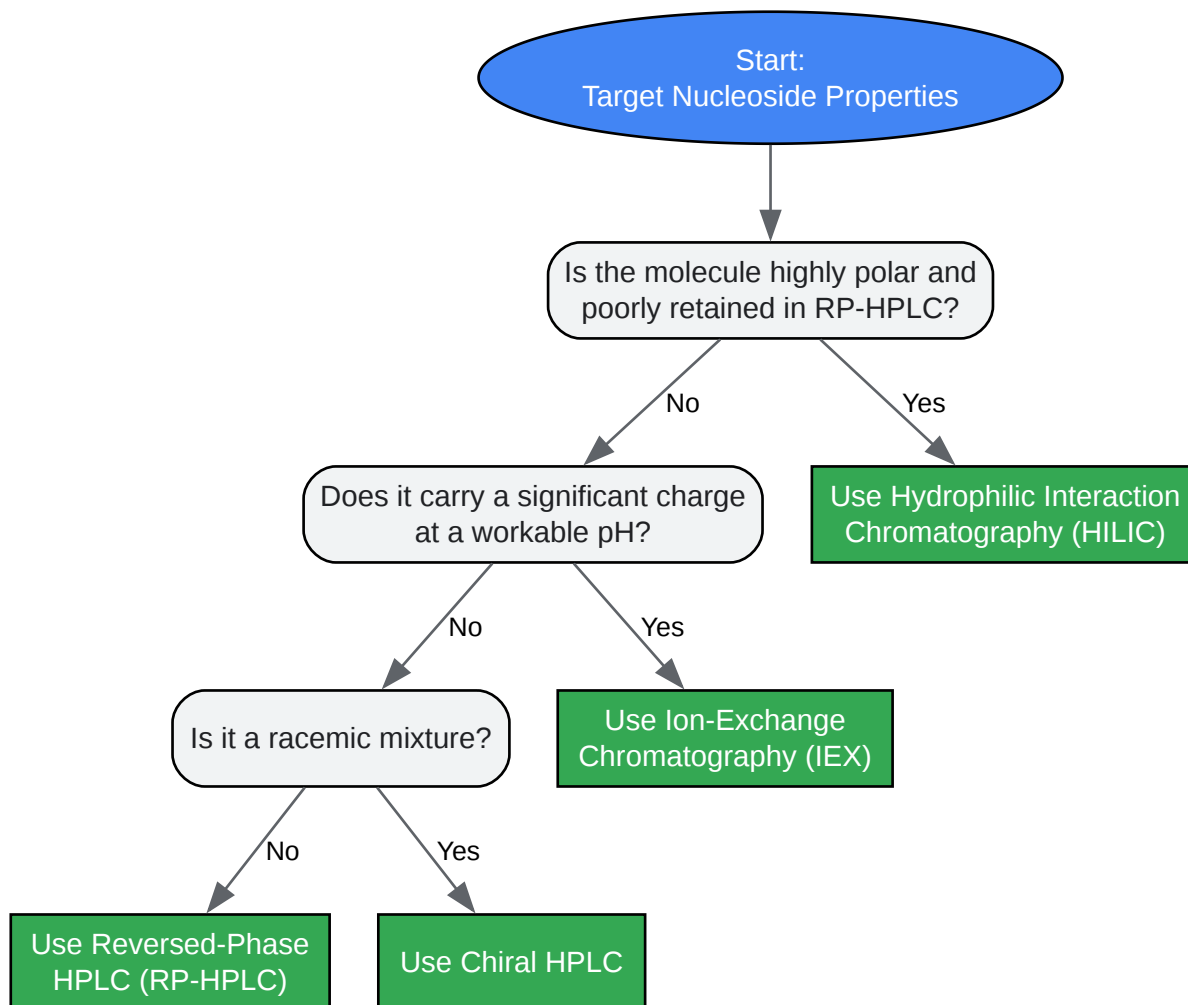 Start:
Target Nucleoside Properties
Is the molecule highly polar and
poorly retained in RP-HPLC?
No
Yes
Does it carry a significant charge
at a workable pH?
Use Hydrophilic Interaction
Chromatography (HILIC)
No
Yes
Is it a racemic mixture?
Use Ion-Exchange
Chromatography (IEX)
No
Yes
Use Reversed-Phase
HPLC (RP-HPLC)
Use Chiral HPLC